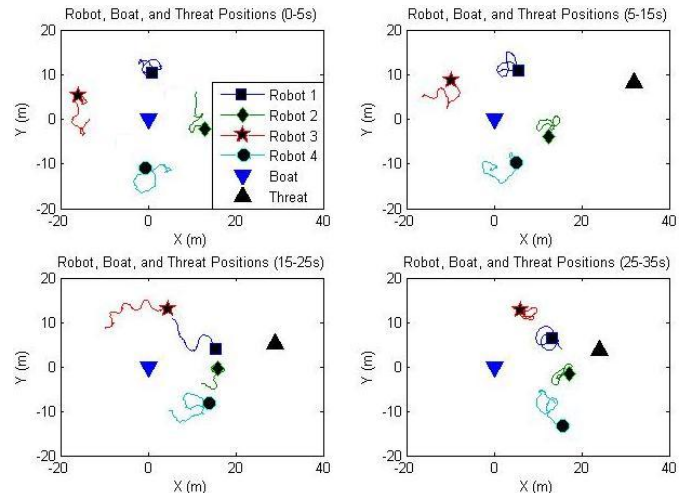 Robot, Boat, and Threat Positions (0-5s)
20
10
0
-10
-20
Y (m)
-20
0
20
40
X (m)
Robot 1
Robot 2
Robot 3
Robot 4
Boat
Threat
Robot, Boat, and Threat Positions (5-15s)
20
10
0
-10
-20
Y (m)
-20
0
20
40
X (m)
Robot, Boat, and Threat Positions (15-25s)
20
10
0
-10
-20
Y (m)
-20
0
20
40
X (m)
Robot, Boat, and Threat Positions (25-35s)
20
10
0
-10
-20
Y (m)
-20
0
20
40
X (m)